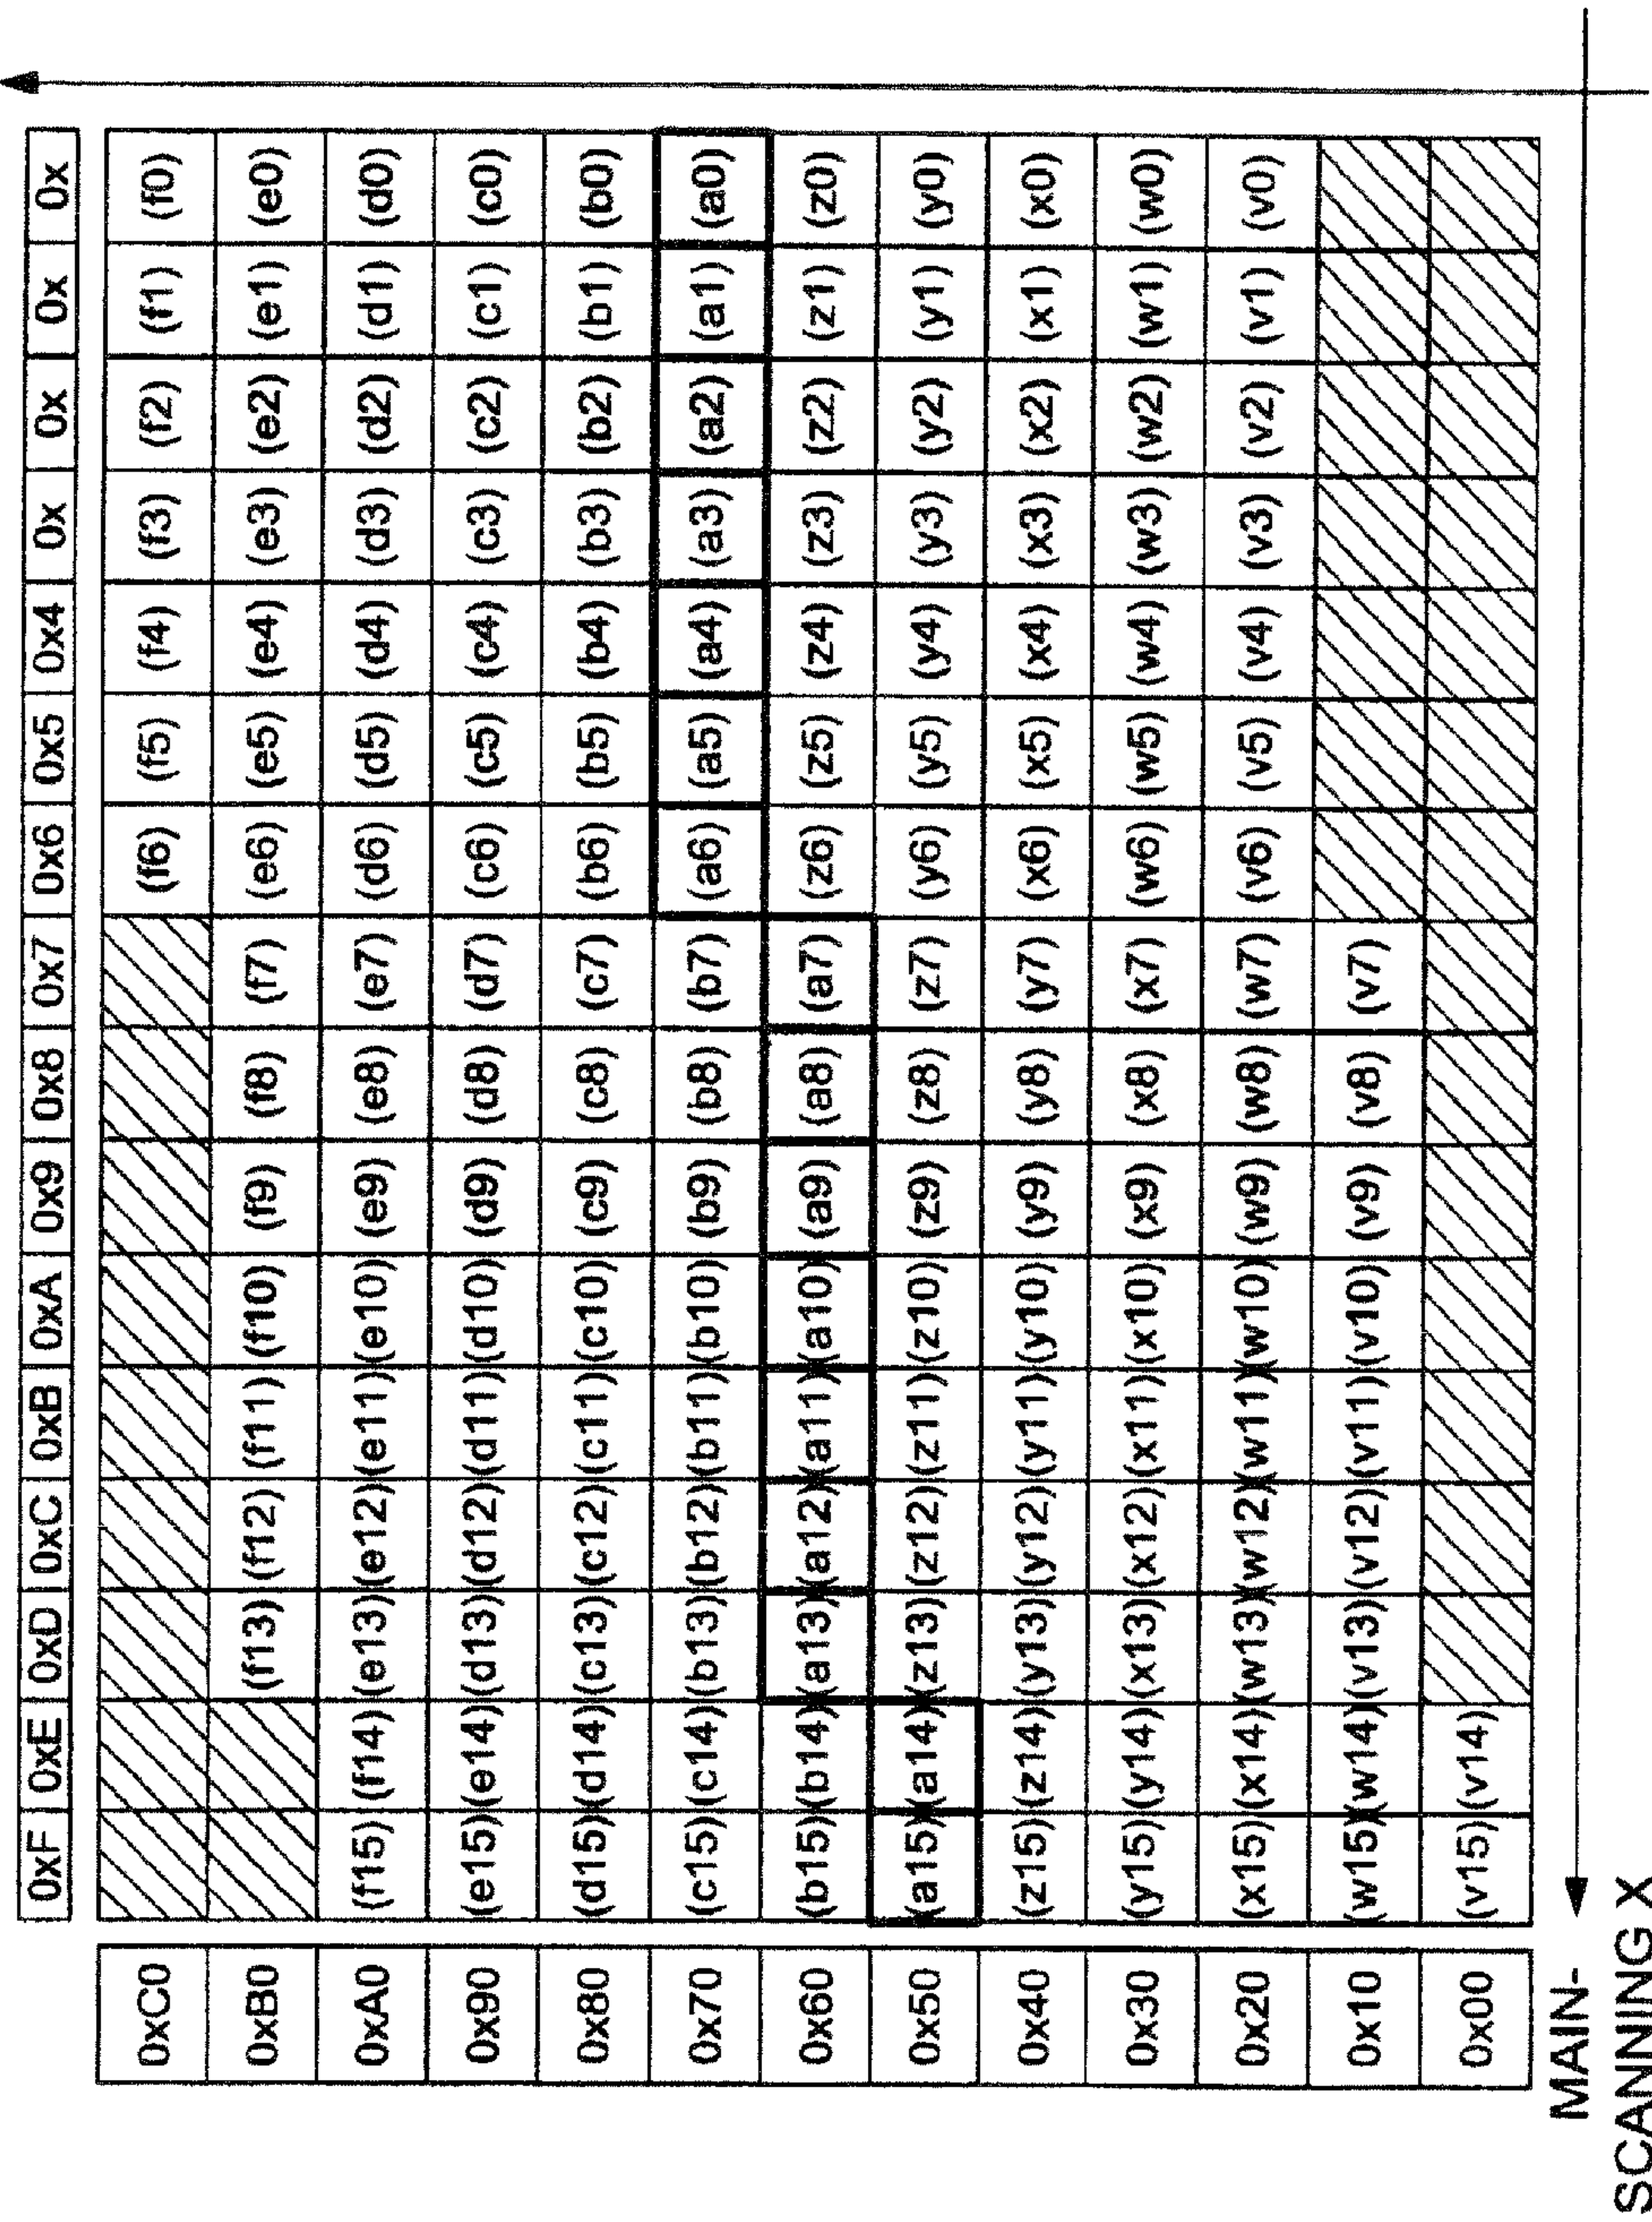 0xF 0xE 0xD 0xC 0xB 0xA 0x9 0x8 0x7 0x6 0x5 0x4 0x 0x 0x 0x
0xC0 (f6) (f5) (f4) (f3) (f2) (f1) (f0)
0xB0 (f13) (f12) (f11) (f10) (f9) (f8) (f7) (e6) (e5) (e4) (e3) (e2) (e1) (e0)
0xA0 (f15) (f14) (e13) (e12) (e11) (e10) (e9) (e8) (e7) (d6) (d5) (d4) (d3) (d2) (d1) (d0)
0x90 (e15) (e14) (d13) (d12) (d11) (d10) (d9) (d8) (d7) (c6) (c5) (c4) (c3) (c2) (c1) (c0)
0x80 (d15) (d14) (c13) (c12) (c11) (c10) (c9) (c8) (c7) (b6) (b5) (b4) (b3) (b2) (b1) (b0)
0x70 (c15) (c14) (b13) (b12) (b11) (b10) (b9) (b8) (b7) (a6) (a5) (a4) (a3) (a2) (a1) (a0)
0x60 (b15) (b14) (a13) (a12) (a11) (a10) (a9) (a8) (a7) (z6) (z5) (z4) (z3) (z2) (z1) (z0)
0x50 (a15) (a14) (z13) (z12) (z11) (z10) (z9) (z8) (z7) (y6) (y5) (y4) (y3) (y2) (y1) (y0)
0x40 (z15) (z14) (y13) (y12) (y11) (y10) (y9) (y8) (y7) (x6) (x5) (x4) (x3) (x2) (x1) (x0)
0x30 (y15) (y14) (x13) (x12) (x11) (x10) (x9) (x8) (x7) (w6) (w5) (w4) (w3) (w2) (w1) (w0)
0x20 (x15) (x14) (w13) (w12) (w11) (w10) (w9) (w8) (w7) (v6) (v5) (v4) (v3) (v2) (v1) (v0)
0x10 (w15) (w14) (v13) (v12) (v11) (v10) (v9) (v8) (v7)
0x00 (v15) (v14)
MAIN-
SCANNING X